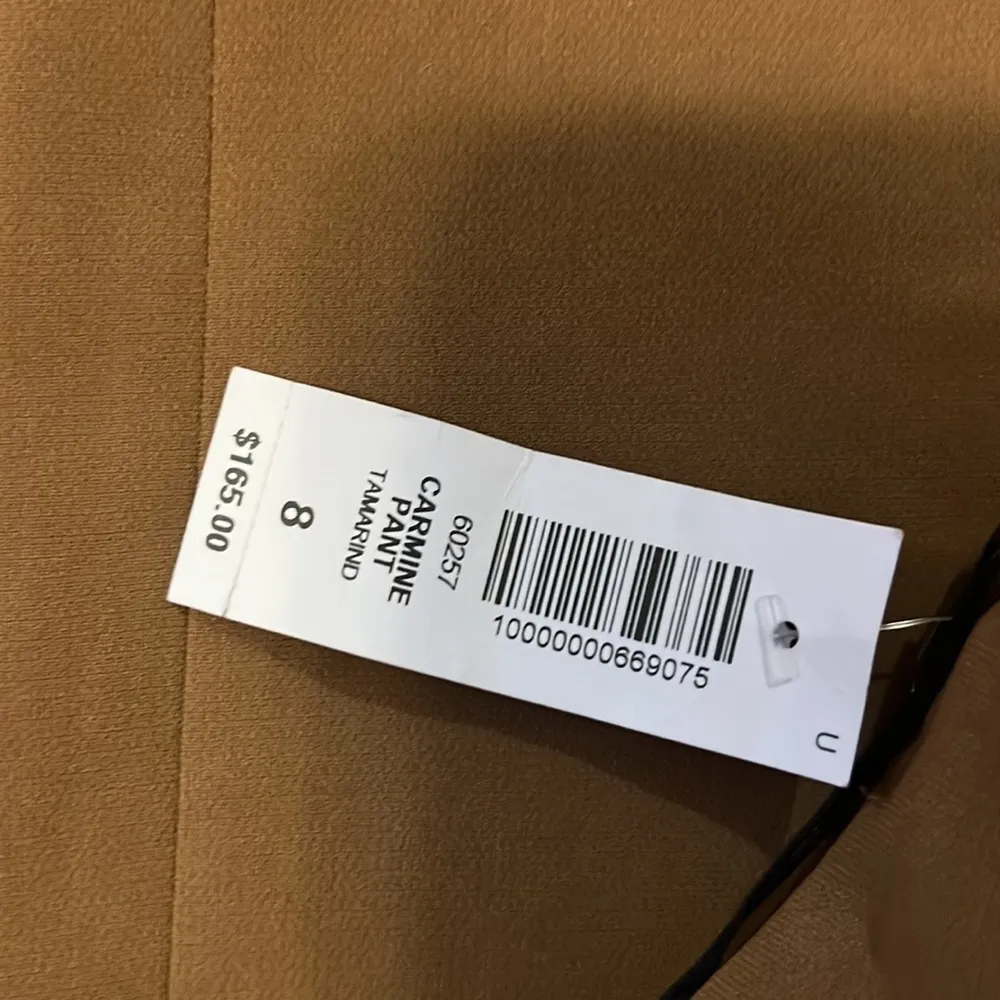 U
10000000669075
60257
CARMINE
PANT
TAMARIND
8
$165.00